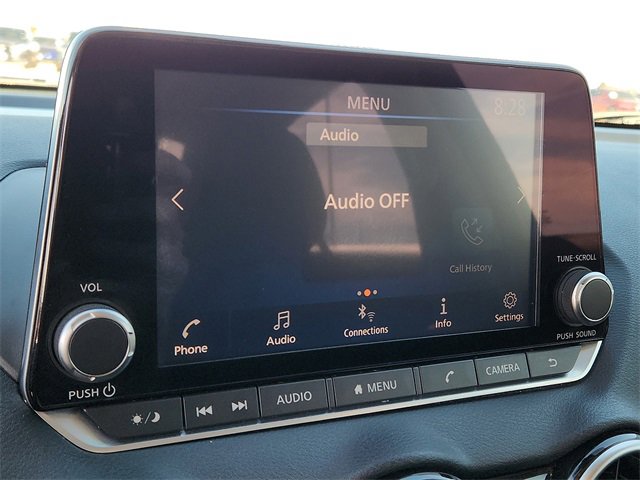 MENU 8:23
Audio
Audio OFF
Call History
VOL
TUNE·SCROLL
Phone
Audio
Connections
Info
Settings
PUSH
PUSH SOUND
AUDIO
MENU
CAMERA